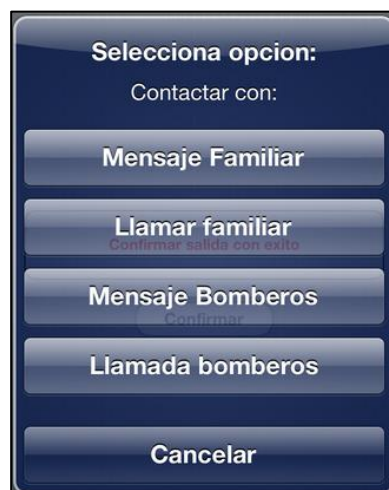 Selecciona opcion:
Contactar con:
Mensaje Familiar
Llamar familiar
Confirmar salida con exito
Mensaje Bomberos
Confirmar
Llamada bomberos
Cancelar